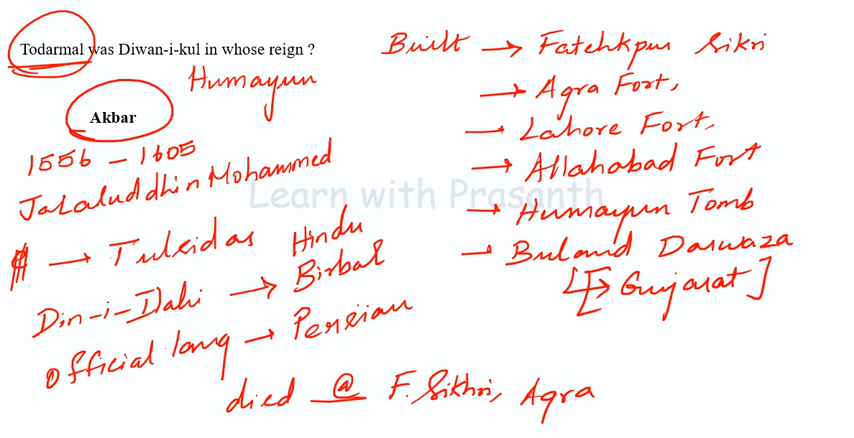 Todarmal was Diwan-i-kul in whose reign ?
Humayun
Akbar
1556 - 1605
Jalaluddhin Mohammed
Learn with Prasanth
→ Tulsidas Hindu
Din-i-Ilahi → Birbal
Official lang → Persian
Built → Fatehkpur Sikri
→ Agra Fort,
→ Lahore Fort,
→ Allahabad Fort
→ Humayun Tomb
→ Buland Darwaza
[→ Gujarat]
died @ F. Sikhri, Agra